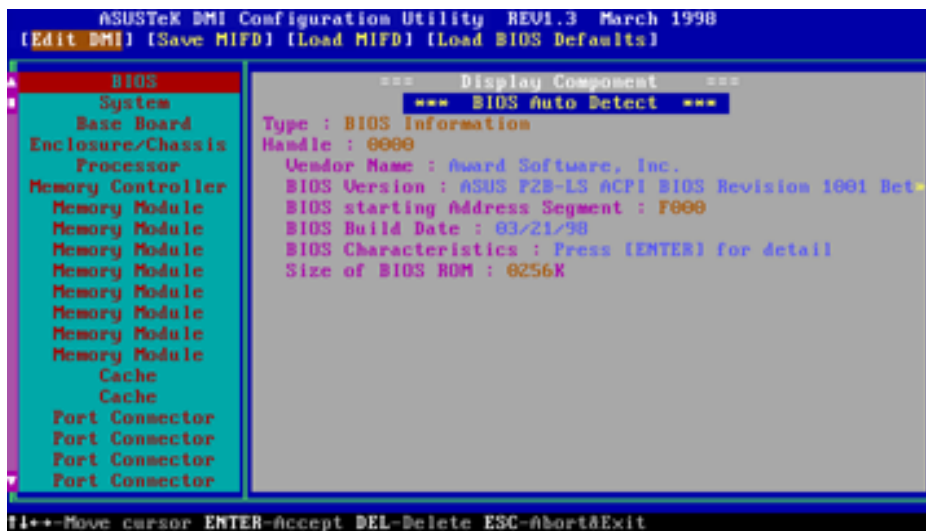 ASUSTeK DMI Configuration Utility REV1.3 March 1998
[Edit DMI] [Save MIFD] [Load MIFD] [Load BIOS Defaults]
BIOS
System
Base Board
Enclosure/Chassis
Processor
Memory Controller
Memory Module
Memory Module
Memory Module
Memory Module
Memory Module
Memory Module
Memory Module
Memory Module
Cache
Cache
Port Connector
Port Connector
Port Connector
Port Connector
=== Display Component ===
*** BIOS Auto Detect ***
Type : BIOS Information
Handle : 0000
Vendor Name : Award Software, Inc.
BIOS Version : ASUS P2B-LS ACPI BIOS Revision 1001 Bet
BIOS starting Address Segment : F000
BIOS Build Date : 03/21/98
BIOS Characteristics : Press [ENTER] for detail
Size of BIOS ROM : 0256K
↑↓←→-Move cursor ENTER-Accept DEL-Delete ESC-Abort&Exit